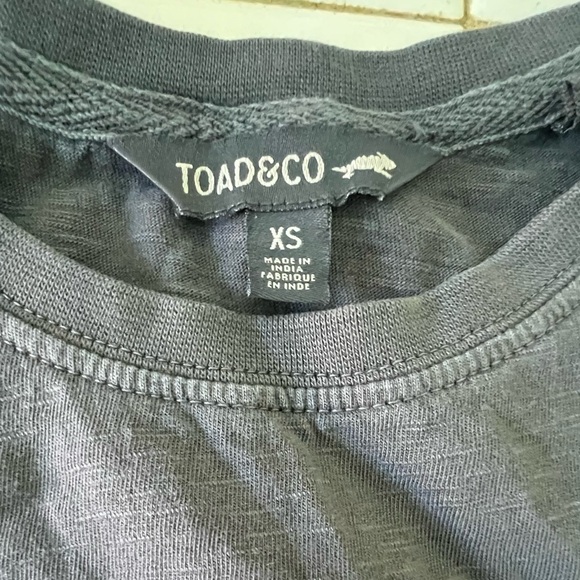 TOAD&CO
XS
MADE IN
INDIA
FABRIQUE
EN INDE